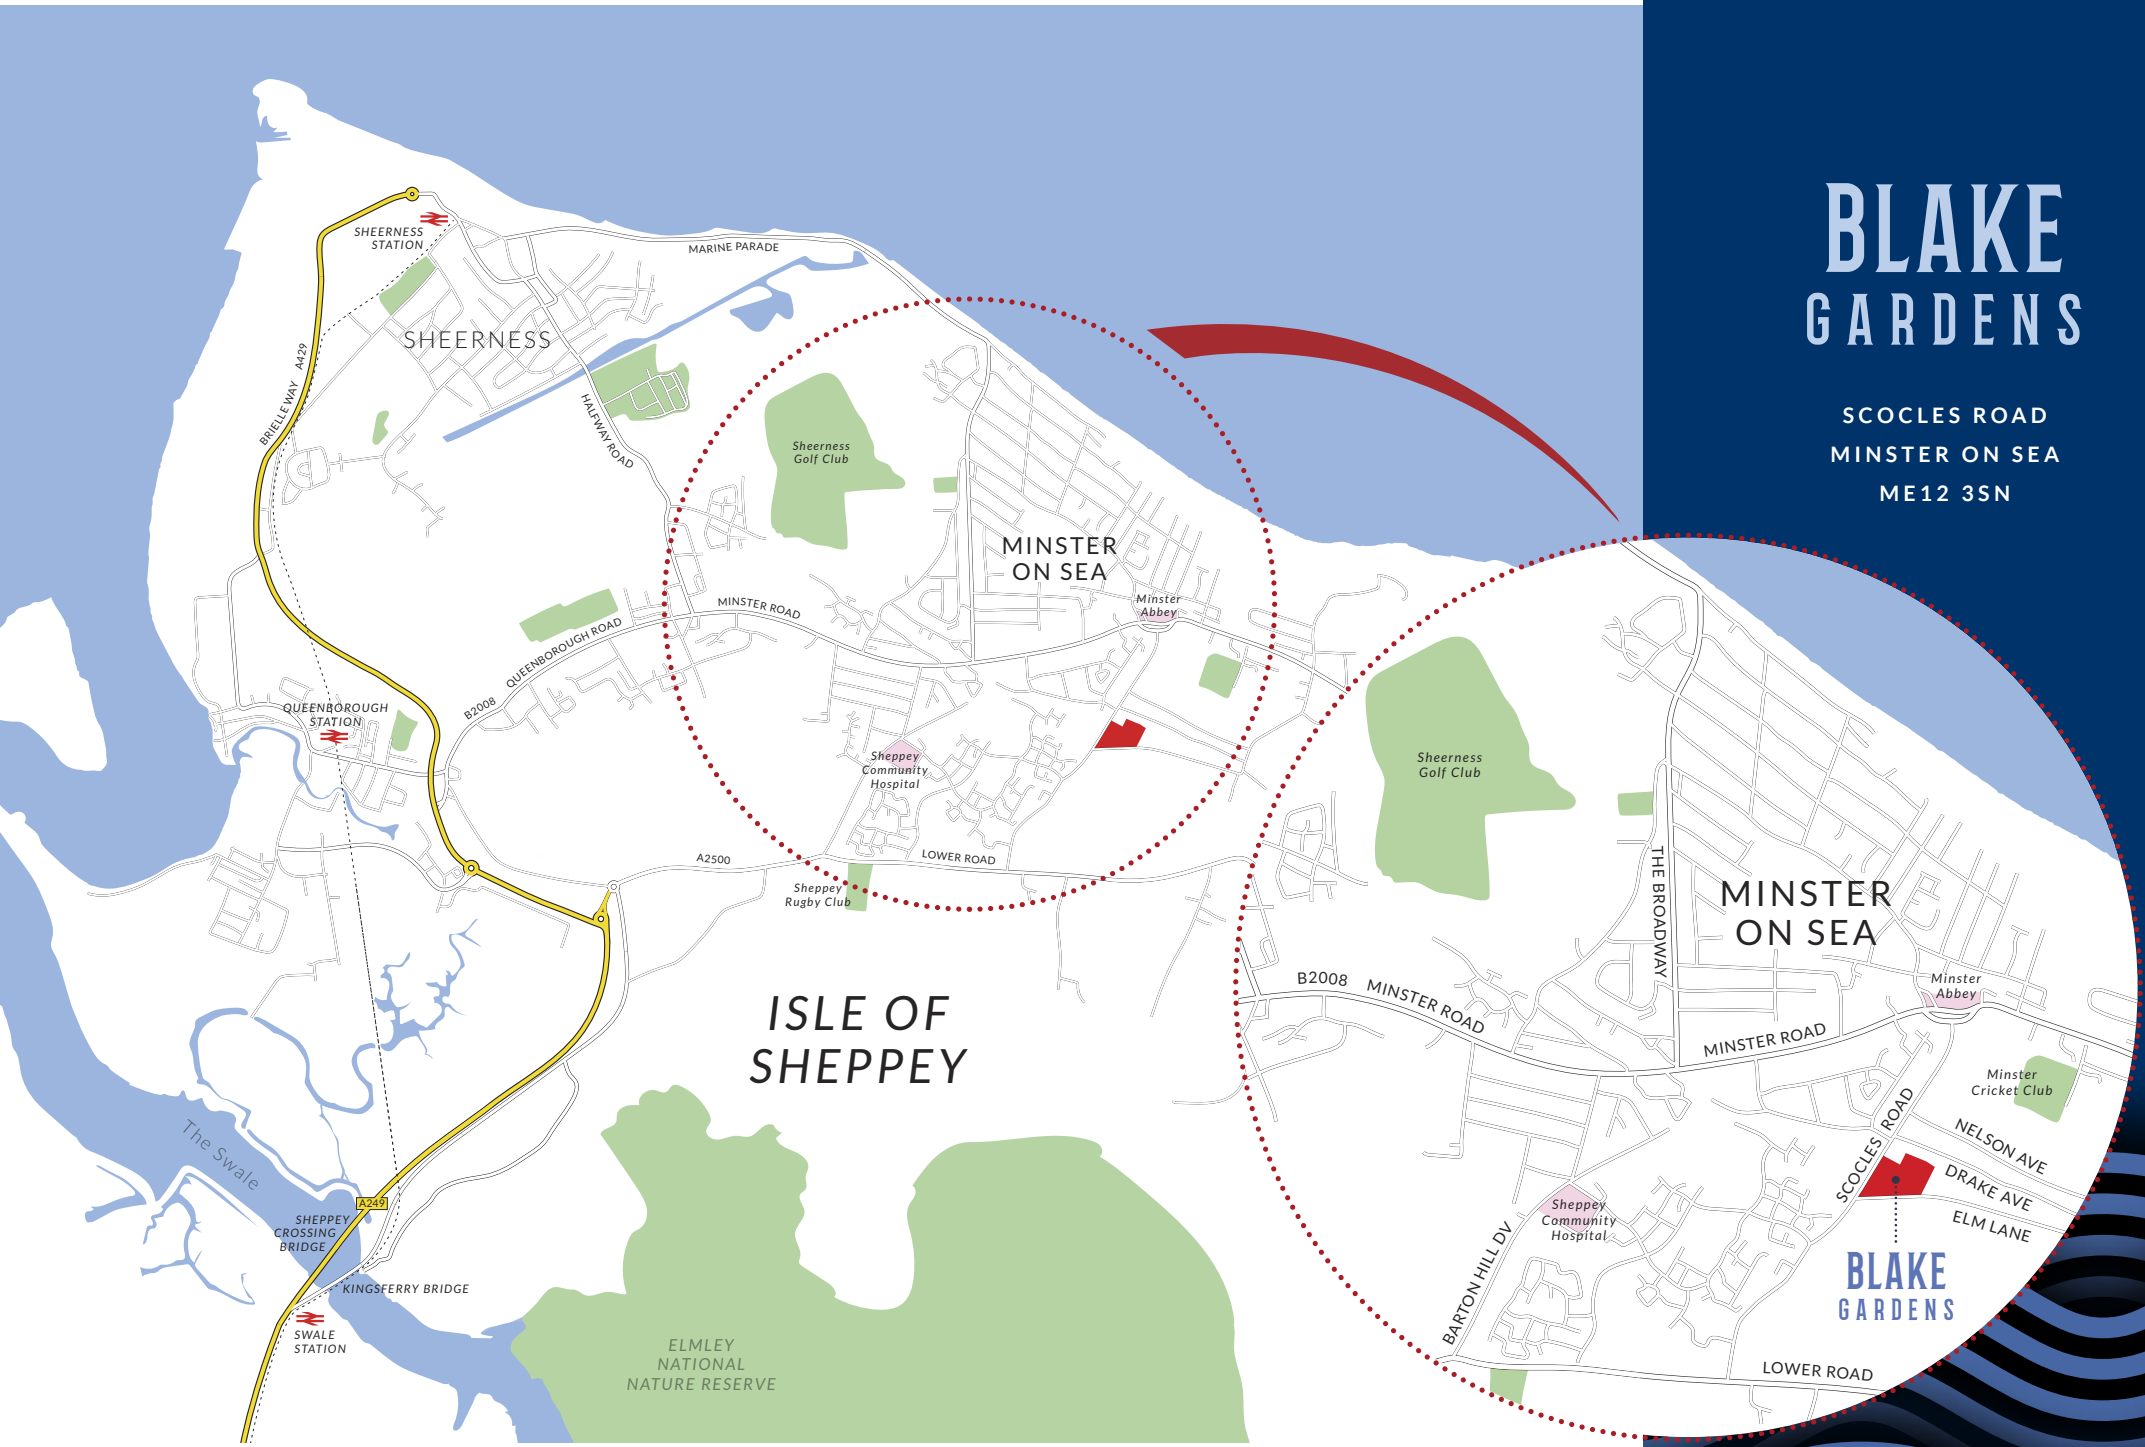 BLAKE
GARDENS
SCOCLES ROAD
MINSTER ON SEA
ME12 3SN
SHEERNESS
STATION
MARINE PARADE
SHEERNESS
BRIELLE WAY A429
HALFWAY ROAD
Sheerness
Golf Club
MINSTER
ON SEA
Minster
Abbey
MINSTER ROAD
QUEENBOROUGH ROAD
B2008
QUEENBOROUGH
STATION
Sheppey
Community
Hospital
A2500
LOWER ROAD
Sheppey
Rugby Club
ISLE OF
SHEPPEY
The Swale
A249
SHEPPEY
CROSSING
BRIDGE
KINGSFERRY BRIDGE
SWALE
STATION
ELMLEY
NATIONAL
NATURE RESERVE
Sheerness
Golf Club
THE BROADWAY
MINSTER
ON SEA
Minster
Abbey
B2008
MINSTER ROAD
MINSTER ROAD
Minster
Cricket Club
SCOCLES ROAD
NELSON AVE
DRAKE AVE
ELM LANE
Sheppey
Community
Hospital
BARTON HILL DV
BLAKE
GARDENS
LOWER ROAD